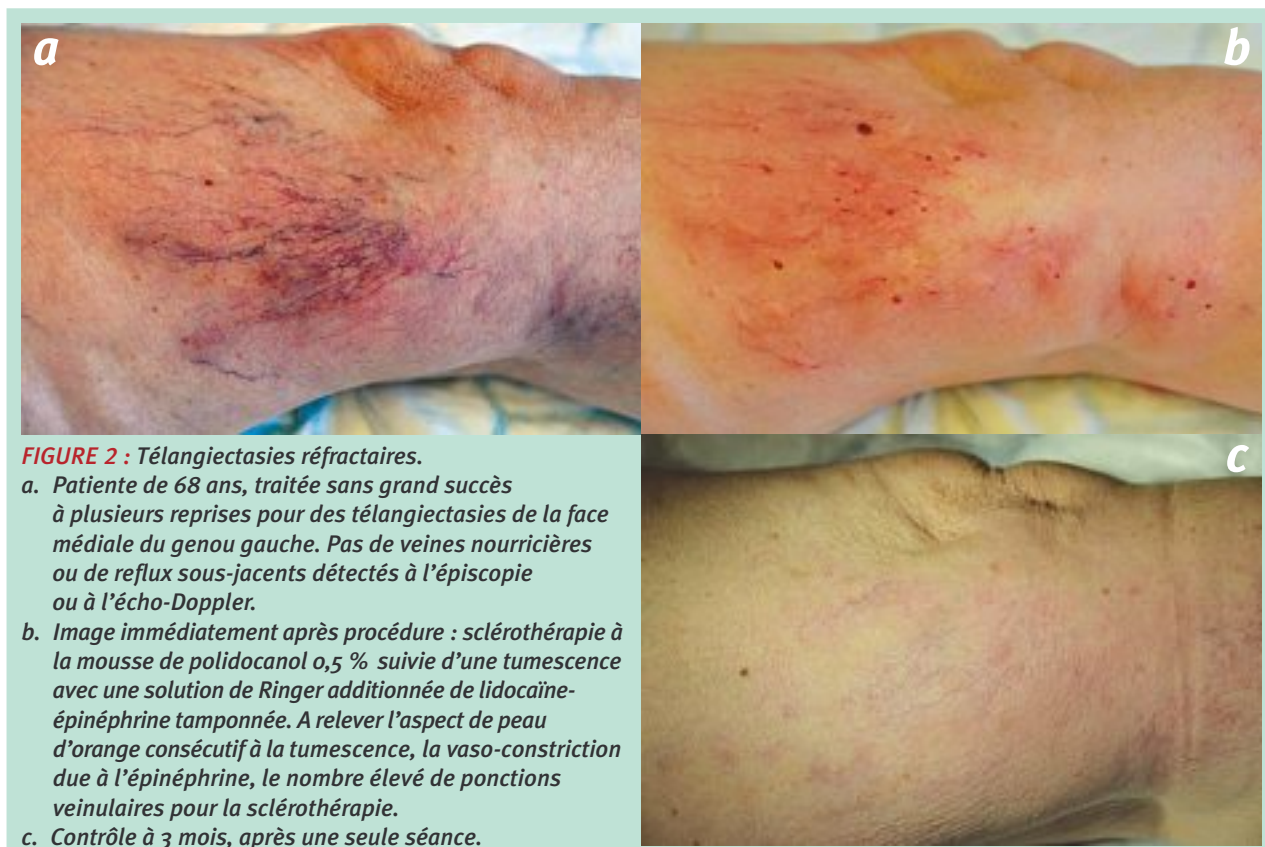 a
b
FIGURE 2 : Télangiectasies réfractaires.
a. Patiente de 68 ans, traitée sans grand succès
à plusieurs reprises pour des télangiectasies de la face
médiale du genou gauche. Pas de veines nourricières
ou de reflux sous-jacents détectés à l'épiscopie
ou à l'écho-Doppler.
b. Image immédiatement après procédure : sclérothérapie à
la mousse de polidocanol 0,5 % suivie d'une tumescence
avec une solution de Ringer additionnée de lidocaïne-
épinéphrine tamponnée. A relever l'aspect de peau
d'orange consécutif à la tumescence, la vaso-constriction
due à l'épinéphrine, le nombre élevé de ponctions
veinulaires pour la sclérothérapie.
c. Contrôle à 3 mois, après une seule séance.
c